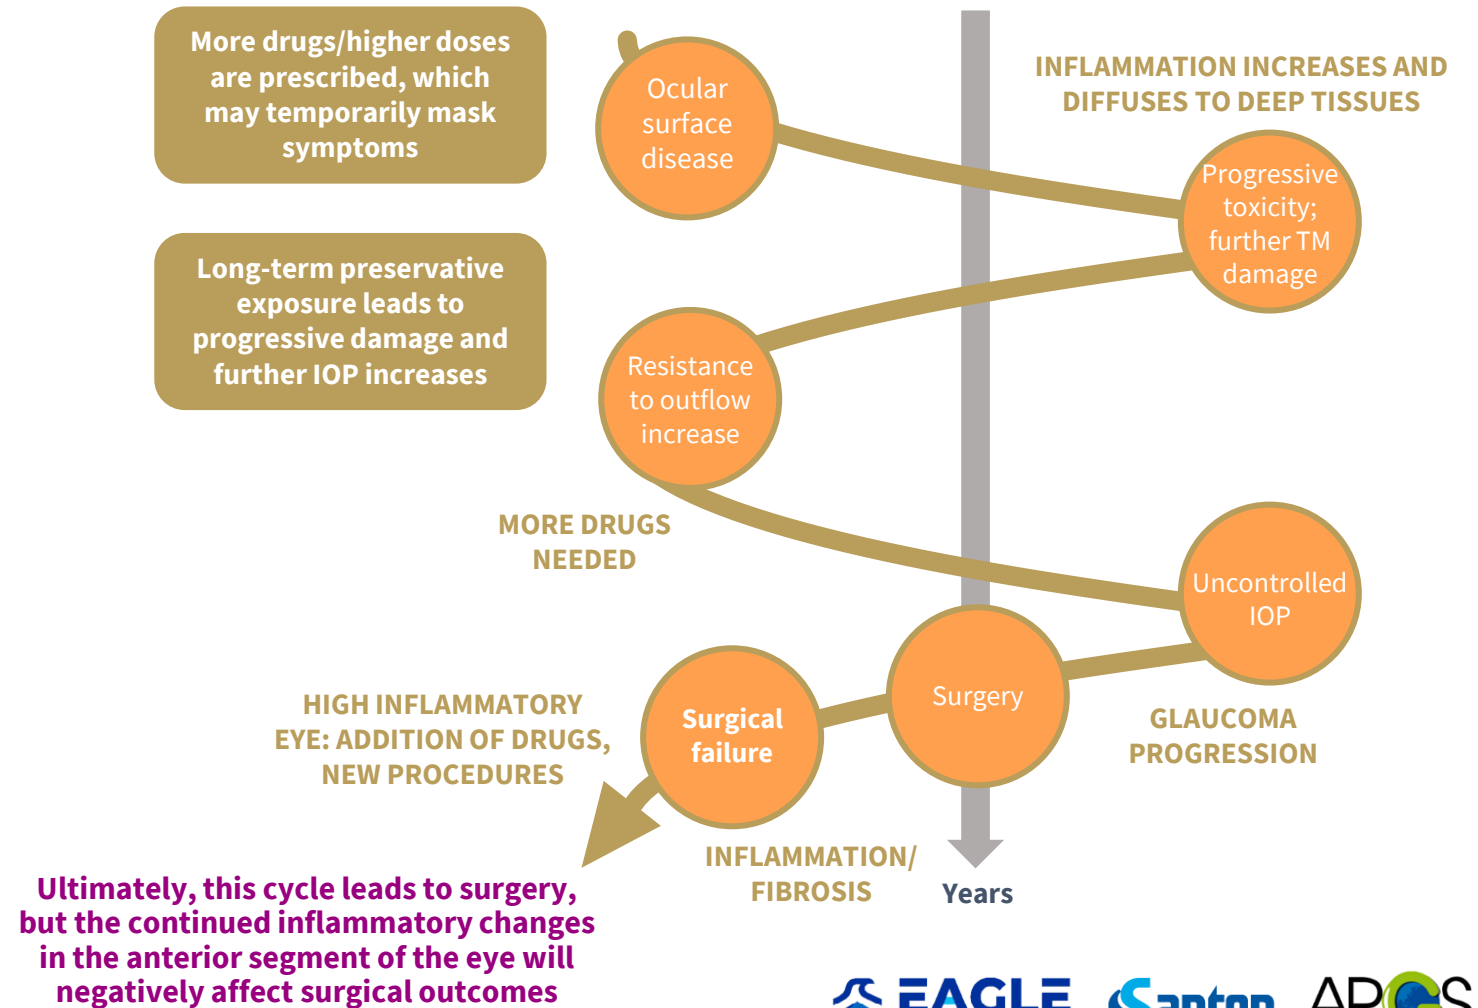 More drugs/higher doses
are prescribed, which
may temporarily mask
symptoms
Ocular
surface
disease
INFLAMMATION INCREASES AND
DIFFUSES TO DEEP TISSUES
Progressive
toxicity;
further TM
damage
Long-term preservative
exposure leads to
progressive damage and
further IOP increases
Resistance
to outflow
increase
MORE DRUGS
NEEDED
Uncontrolled
IOP
Surgery
Surgical
failure
HIGH INFLAMMATORY
EYE: ADDITION OF DRUGS,
NEW PROCEDURES
GLAUCOMA
PROGRESSION
INFLAMMATION/
FIBROSIS
Years
Ultimately, this cycle leads to surgery,
but the continued inflammatory changes
in the anterior segment of the eye will
negatively affect surgical outcomes
EAGLE
Santen
APGS